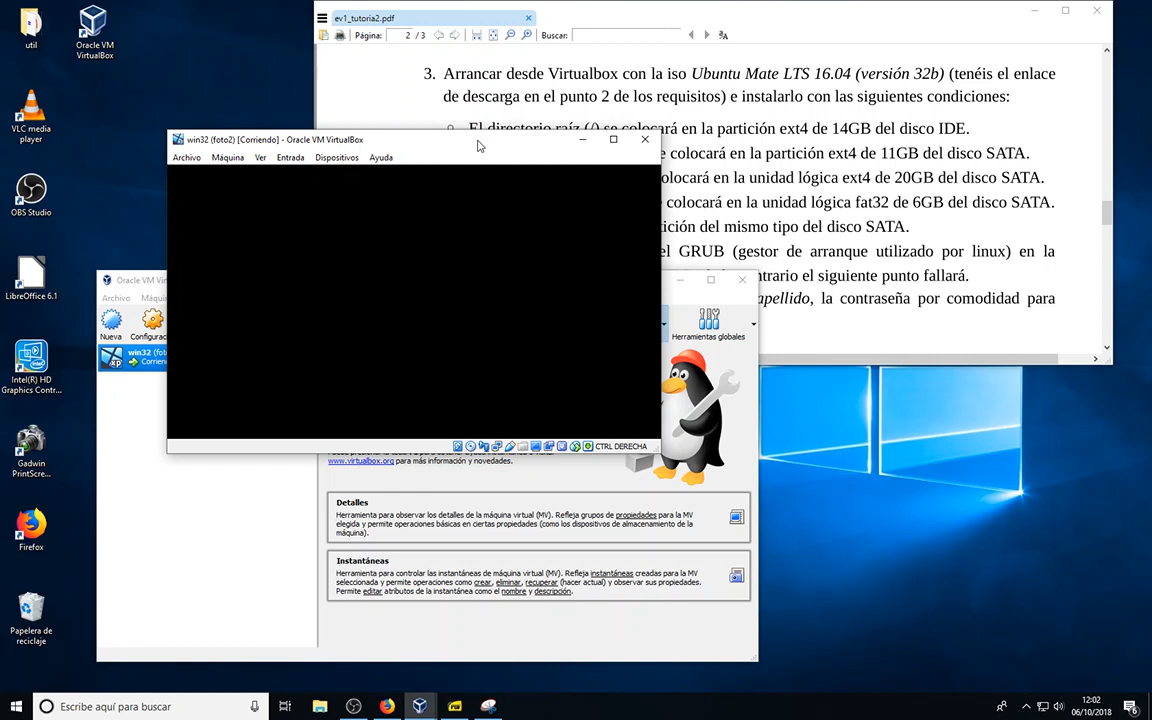 util
Oracle VM
VirtualBox
VLC media
player
OBS Studio
LibreOffice 6.1
Intel(R) HD
Graphics Contr...
Gadwin
PrintScre...
Firefox
Papelera de
reciclaje
ev1_tutoria2.pdf
Página: 2 / 3 Buscar:
3. Arrancar desde Virtualbox con la iso Ubuntu Mate LTS 16.04 (versión 32b) (tenéis el enlace
de descarga en el punto 2 de los requisitos) e instalarlo con las siguientes condiciones:
El directorio raíz (/) se colocará en la partición ext4 de 14GB del disco IDE.
e colocará en la partición ext4 de 11GB del disco SATA.
olocará en la unidad lógica ext4 de 20GB del disco SATA.
colocará en la unidad lógica fat32 de 6GB del disco SATA.
tición del mismo tipo del disco SATA.
el GRUB (gestor de arranque utilizado por linux) en la
ntrario el siguiente punto fallará.
apellido, la contraseña por comodidad para
win32 (foto2) [Corriendo] - Oracle VM VirtualBox
Archivo Máquina Ver Entrada Dispositivos Ayuda
CTRL DERECHA
Oracle VM Vir
Archivo Máquin
Nueva Configurac
Herramientas globales
win32 (foto
Corriend
www.virtualbox.org para más información y novedades.
Detalles
Herramienta para observar los detalles de la máquina virtual (MV). Refleja grupos de propiedades para la MV
elegida y permite operaciones básicas en ciertas propiedades (como los dispositivos de almacenamiento de la
máquina).
Instantáneas
Herramienta para controlar las instantáneas de máquina virtual (MV). Refleja instantáneas creadas para la MV
seleccionada y permite operaciones como crear, eliminar, recuperar (hacer actual) y observar sus propiedades.
Permite editar atributos de la instantánea como el nombre y descripción.
Escribe aquí para buscar
12:02
06/10/2018